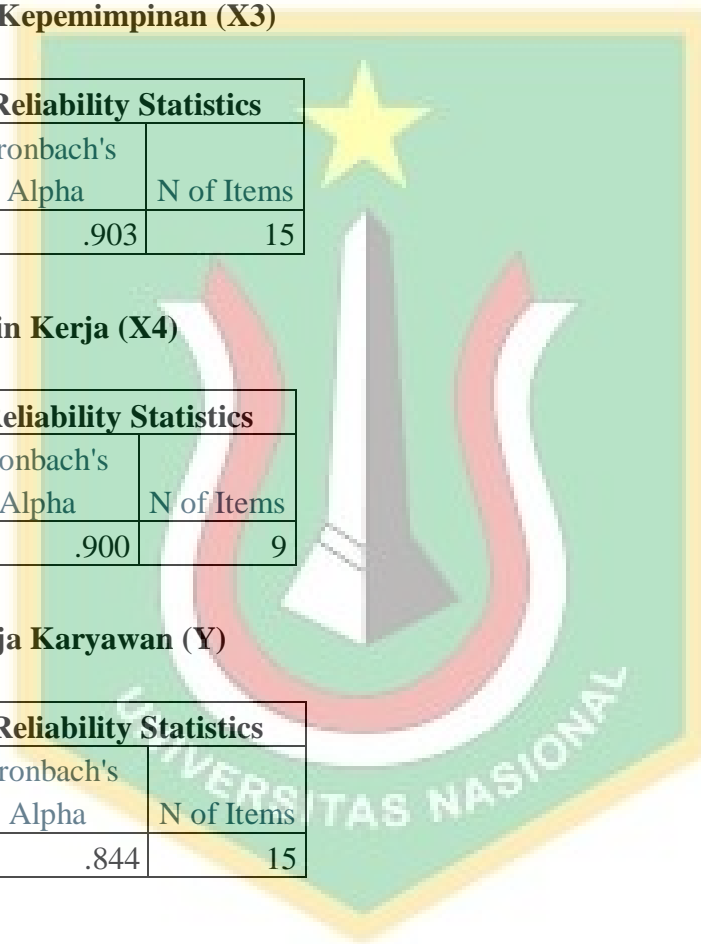 Kepemimpinan (X3)
Reliability Statistics
ronbach's
Alpha
N of Items
.903
15
in Kerja (X4)
Reliability Statistics
onbach's
Alpha
N of Items
.900
9
ja Karyawan (Y)
Reliability Statistics
ronbach's
Alpha
N of Items
.844
15
UNIVERSITAS NASIONAL